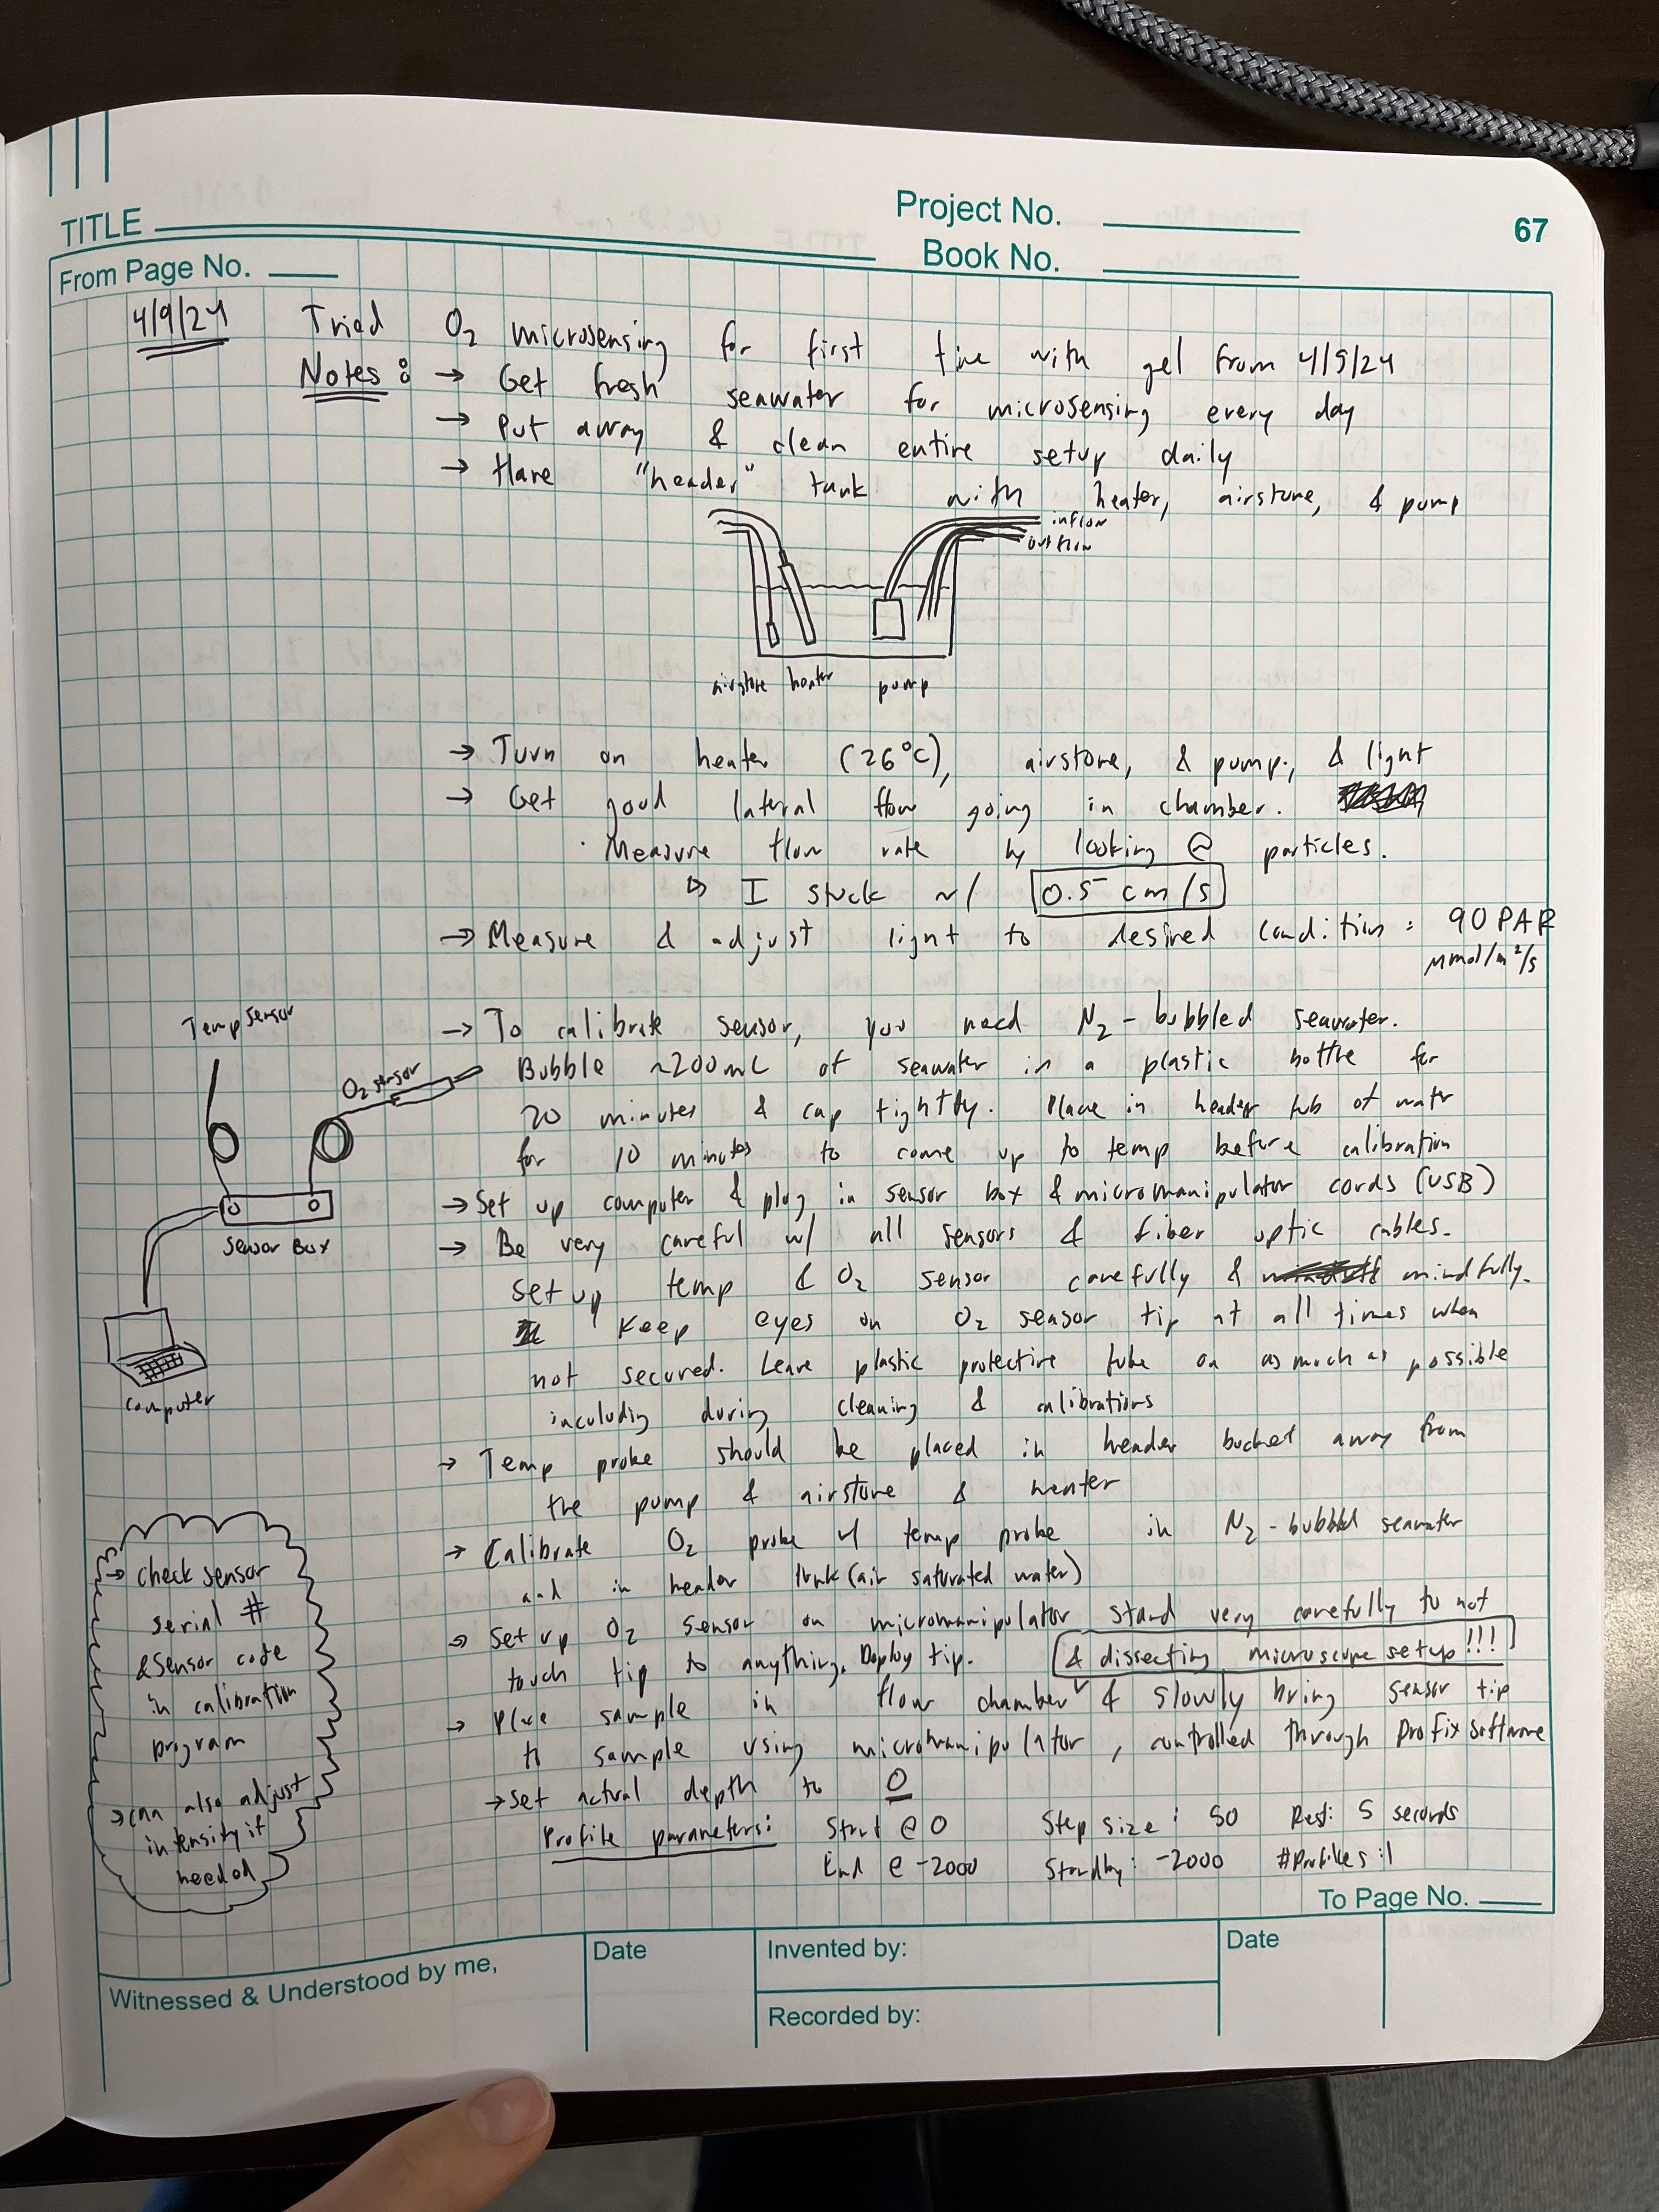 TITLE
Project No.
Book No.
67
From Page No.
4/9/24 Tried O2 microsensing for first time with gel from 4/5/24
Notes: → Get fresh seawater for microsensing every day
→ Put away & clean entire setup daily
→ Have "header" tank with heater, airstone, & pump
inflow
outflow
airstone heater pump
→ Turn on heater (26°C), airstone, & pump, & light
→ Get good lateral flow going in chamber.
· Measure flow rate by looking @ particles.
↳ I stuck w/ 0.5 cm/s
→ Measure & adjust light to desired condition: 90 PAR
μmol/m²/s
→ To calibrate sensor, you need N2-bubbled seawater.
Bubble ~200mL of seawater in a plastic bottle for
20 minutes & cap tightly. Place in header tub of watr
for 10 minutes to come up to temp before calibration
→ Set up computer & plug in sensor box & micromanipulator cords (USB)
→ Be very careful w/ all sensors & fiber optic cables.
set up temp & O2 sensor carefully & mindfully.
Keep eyes on O2 sensor tip at all times when
not secured. Leave plastic protective tube on as much as possible
including during cleaning & calibrations
→ Temp probe should be placed in header bucket away from
the pump & airstone & heater
→ Calibrate O2 probe w/ temp probe in N2-bubbled seawater
and in header tank (air saturated water)
→ Set up O2 sensor on micromanipulator stand very carefully to not
touch tip to anything. Deploy tip. & dissecting microscope setup!!!
→ Place sample in flow chamber & slowly bring sensor tip
to sample using micromanipulator, controlled through Profix software
→ Set actual depth to 0
Profile parameters: Start @ 0 Step size: 50 Rest: 5 seconds
End @ -2000 Standby: -2000 #Profiles: 1
Temp sensor
O2 sensor
Sensor Box
computer
→ check sensor
serial #
& sensor code
in calibration
program
→ can also adjust
intensity if
needed
To Page No.
Witnessed & Understood by me,
Date
Invented by:
Date
Recorded by: